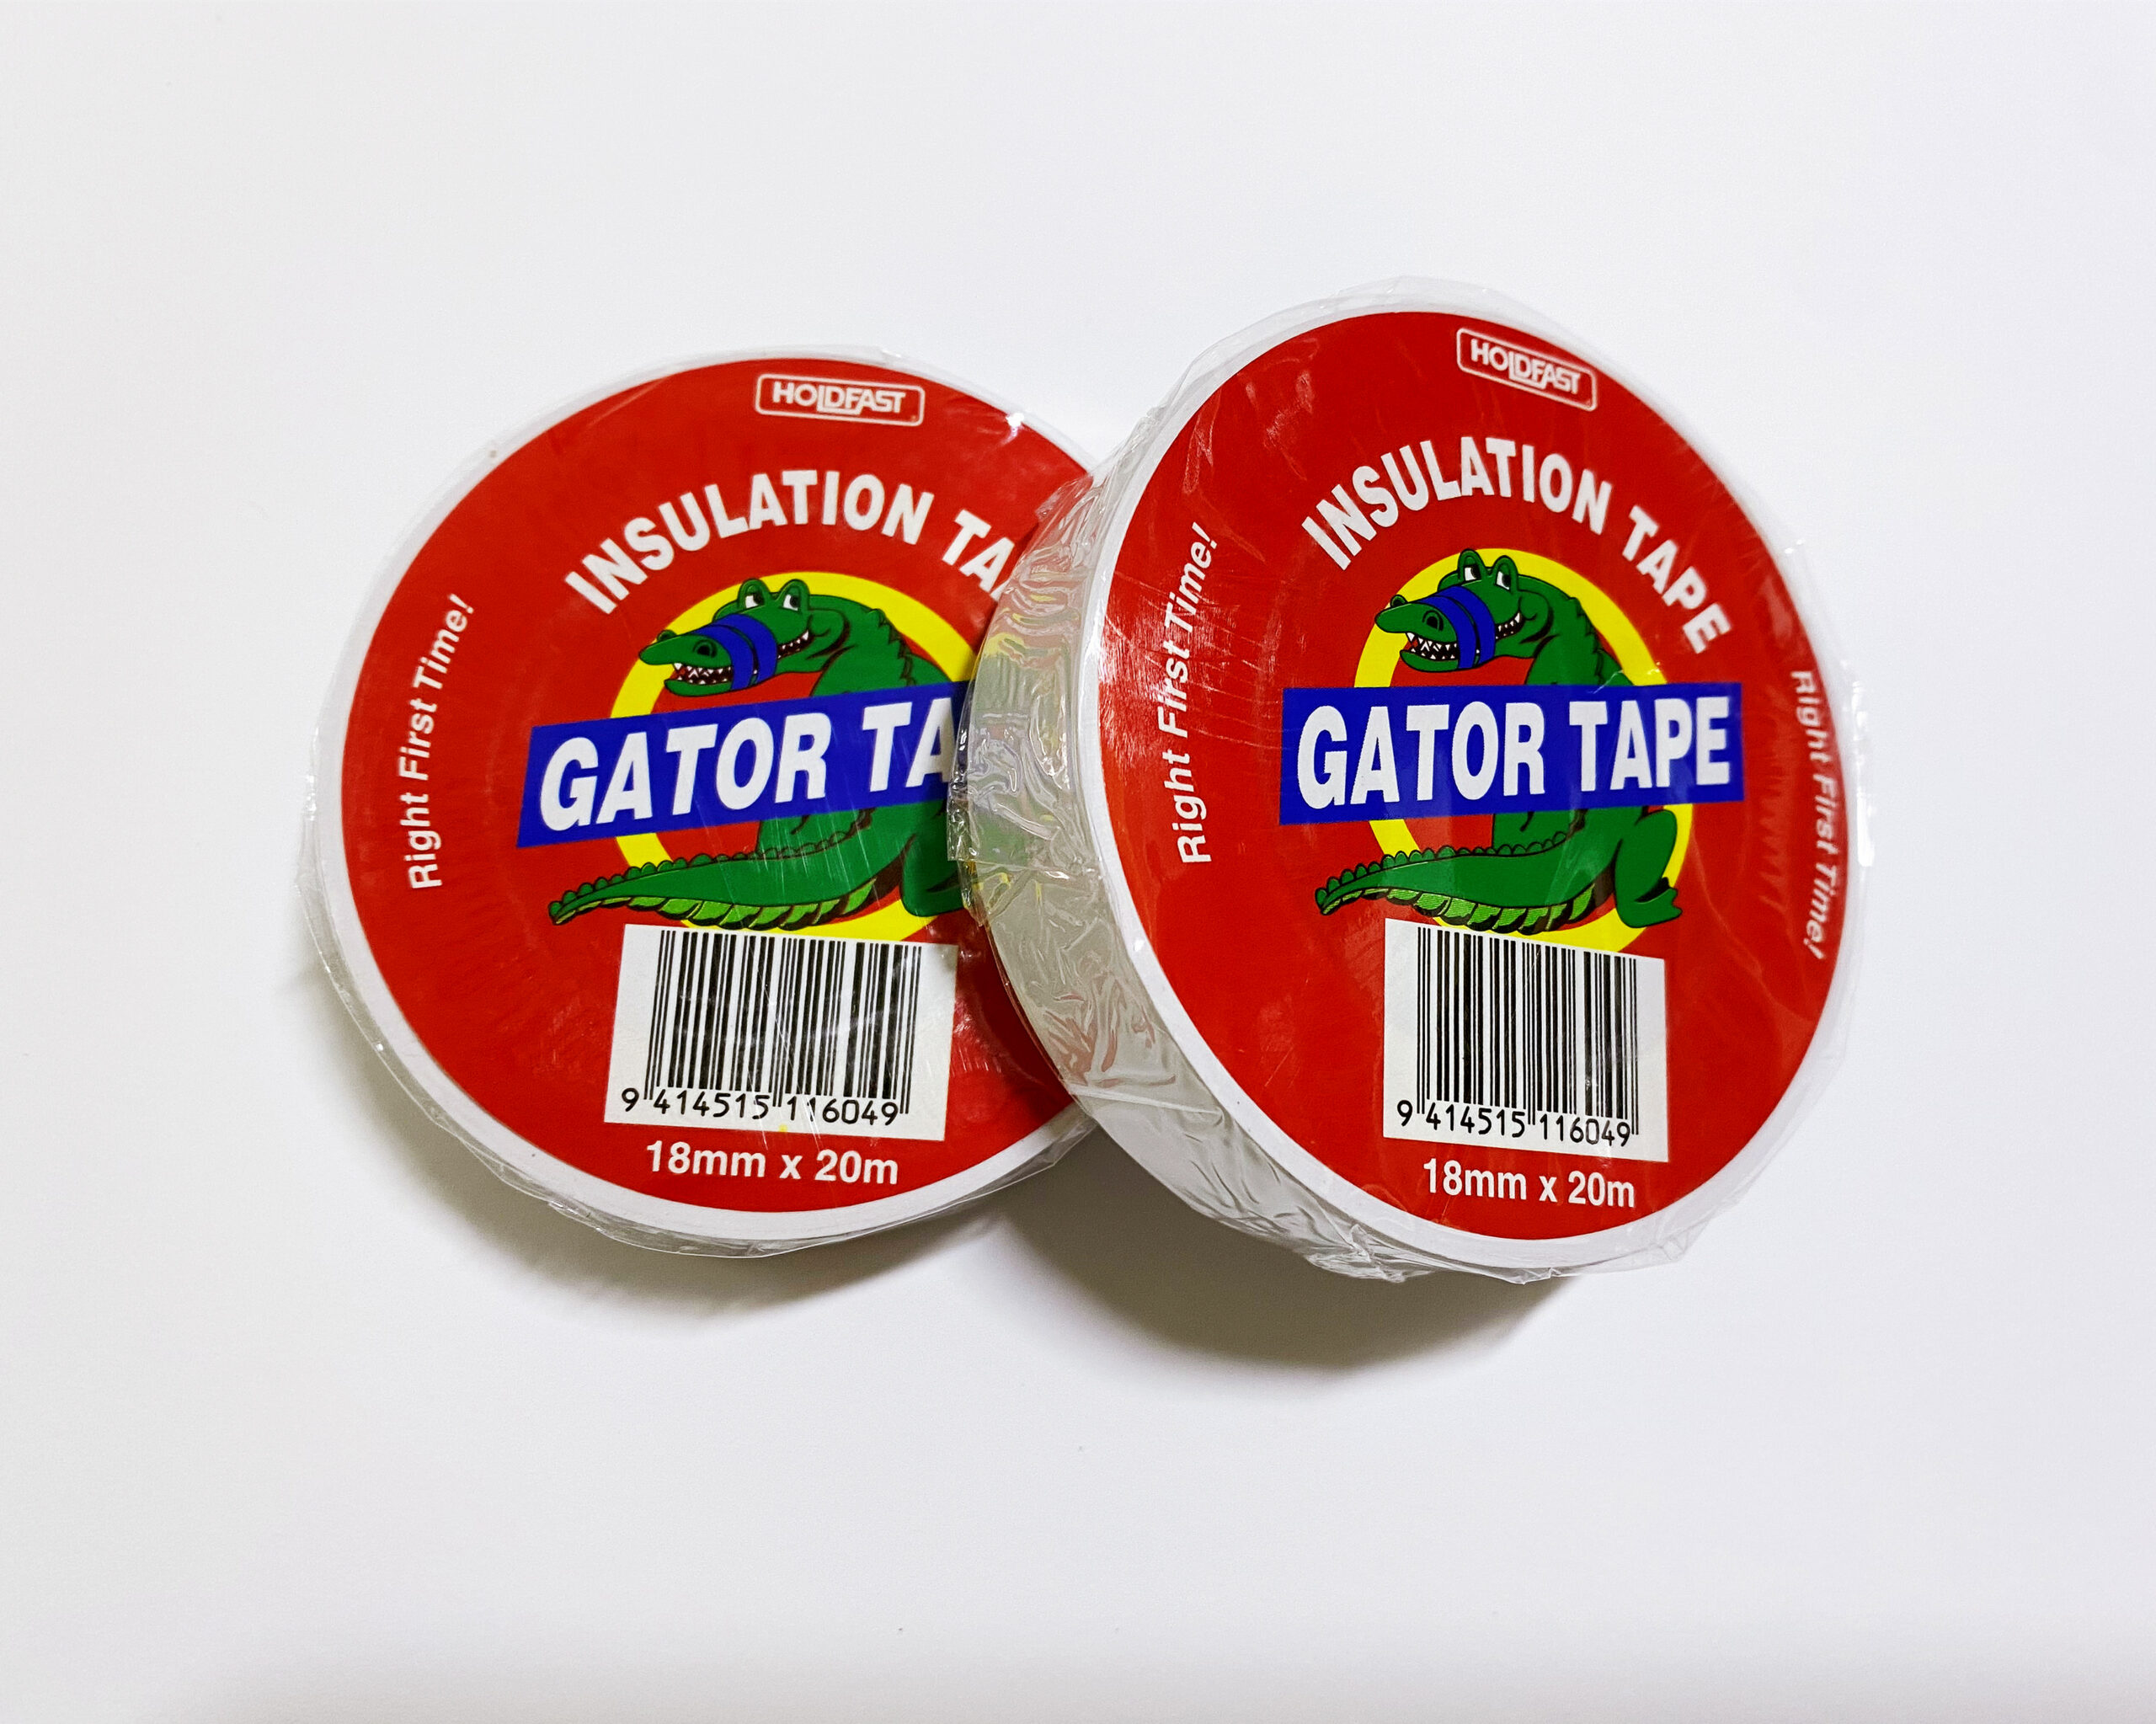 HOLDFAST
INSULATION TA
Right First Time!
GATOR TA
9 414515 116049
18mm x 20m
HOLDFAST
INSULATION TAPE
Right First Time!
GATOR TAPE
Right First Time!
9 414515 116049
18mm x 20m